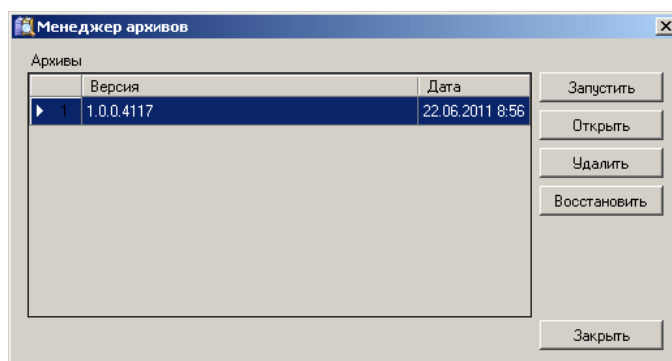 Менеджер архивов
Архивы
Версия Дата
1 1.0.0.4117 22.06.2011 8:56
Запустить
Открыть
Удалить
Восстановить
Закрыть